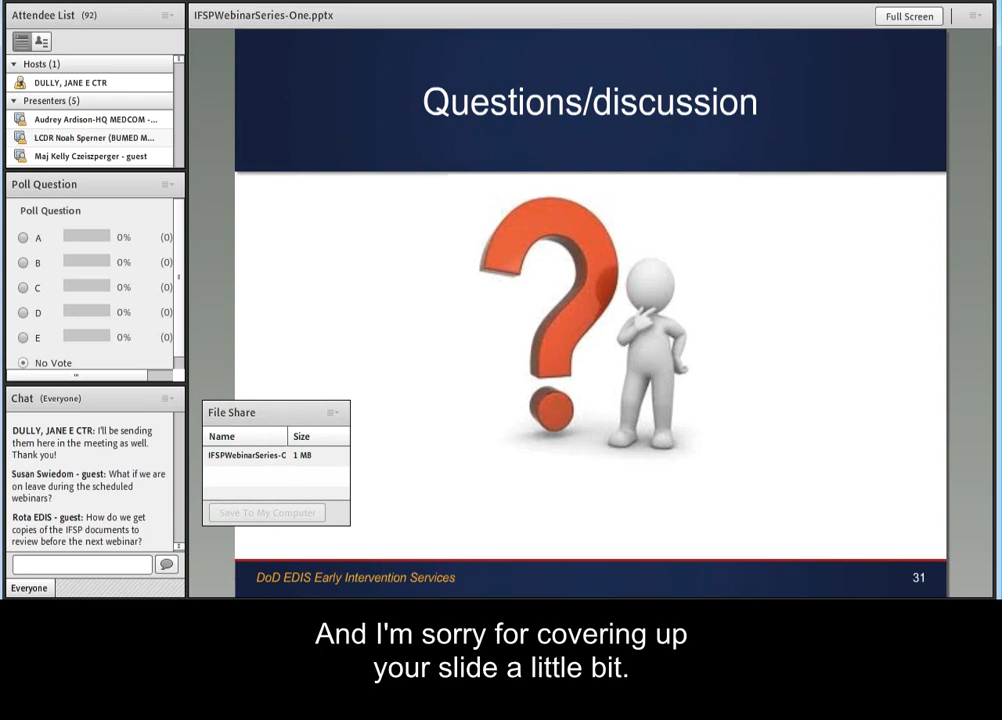 Attendee List (92)
Hosts (1)
DULLY, JANE E CTR
Presenters (5)
Audrey Ardison-HQ MEDCOM -...
LCDR Noah Sperner (BUMED M...
Maj Kelly Czeiszperger - guest
Poll Question
Poll Question
A 0% (0)
B 0% (0)
C 0% (0)
D 0% (0)
E 0% (0)
No Vote
Chat (Everyone)
DULLY, JANE E CTR: I'll be sending
them here in the meeting as well.
Thank you!
Susan Swiedom - guest: What if we are
on leave during the scheduled
webinars?
Rota EDIS - guest: How do we get
copies of the IFSP documents to
review before the next webinar?
Everyone
IFSPWebinarSeries-One.pptx
Full Screen
Questions/discussion
File Share
Name Size
IFSPWebinarSeries-C 1 MB
Save To My Computer
DoD EDIS Early Intervention Services 31
And I'm sorry for covering up
your slide a little bit.